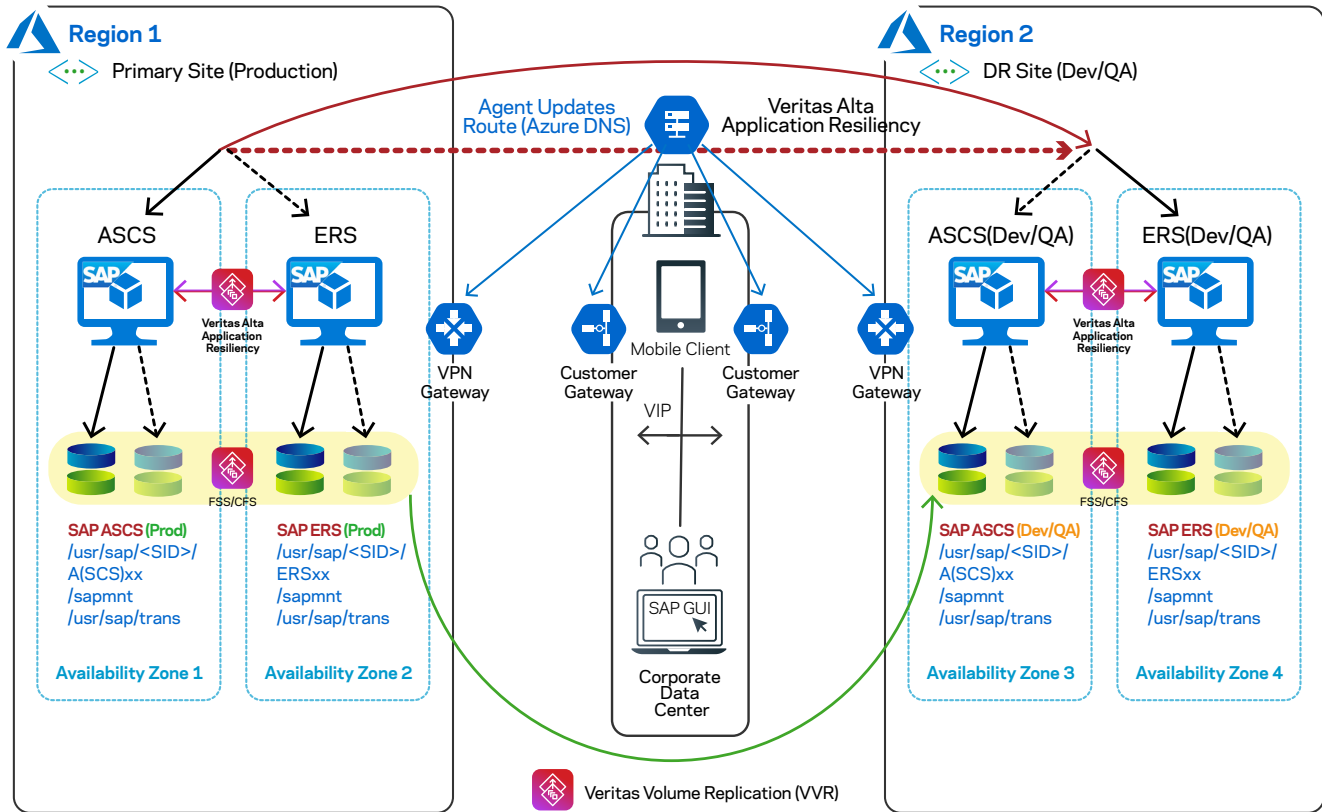 Region 1
Primary Site (Production)
Agent Updates
Route (Azure DNS)
Veritas Alta
Application Resiliency
Region 2
DR Site (Dev/QA)
ASCS
ERS
SAP
SAP
Veritas Alta
Application
Resiliency
VPN
Gateway
Customer
Gateway
Mobile Client
Customer
Gateway
VPN
Gateway
VIP
ASCS(Dev/QA)
ERS(Dev/QA)
SAP
SAP
Veritas Alta
Application
Resiliency
FSS/CFS
SAP ASCS (Prod)
/usr/sap/<SID>/
A(SCS)xx
/sapmnt
/usr/sap/trans
SAP ERS (Prod)
/usr/sap/<SID>/
ERSxx
/sapmnt
/usr/sap/trans
Availability Zone 1
Availability Zone 2
SAP GUI
Corporate
Data
Center
FSS/CFS
SAP ASCS (Dev/QA)
/usr/sap/<SID>/
A(SCS)xx
/sapmnt
/usr/sap/trans
SAP ERS (Dev/QA)
/usr/sap/<SID>/
ERSxx
/sapmnt
/usr/sap/trans
Availability Zone 3
Availability Zone 4
Veritas Volume Replication (VVR)